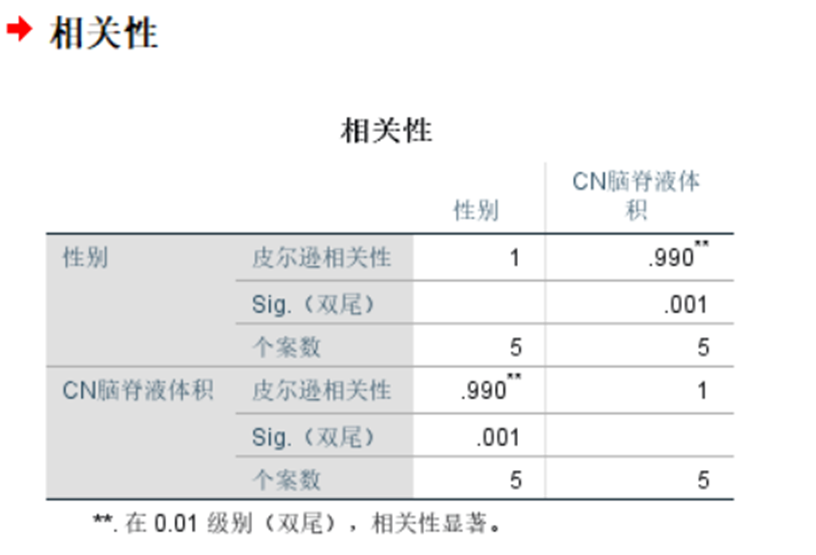 相关性
相关性
性别 CN脑脊液体
积
性别 皮尔逊相关性 1 .990**
Sig.（双尾） .001
个案数 5 5
CN脑脊液体积 皮尔逊相关性 .990** 1
Sig.（双尾） .001
个案数 5 5
**. 在 0.01 级别（双尾），相关性显著。